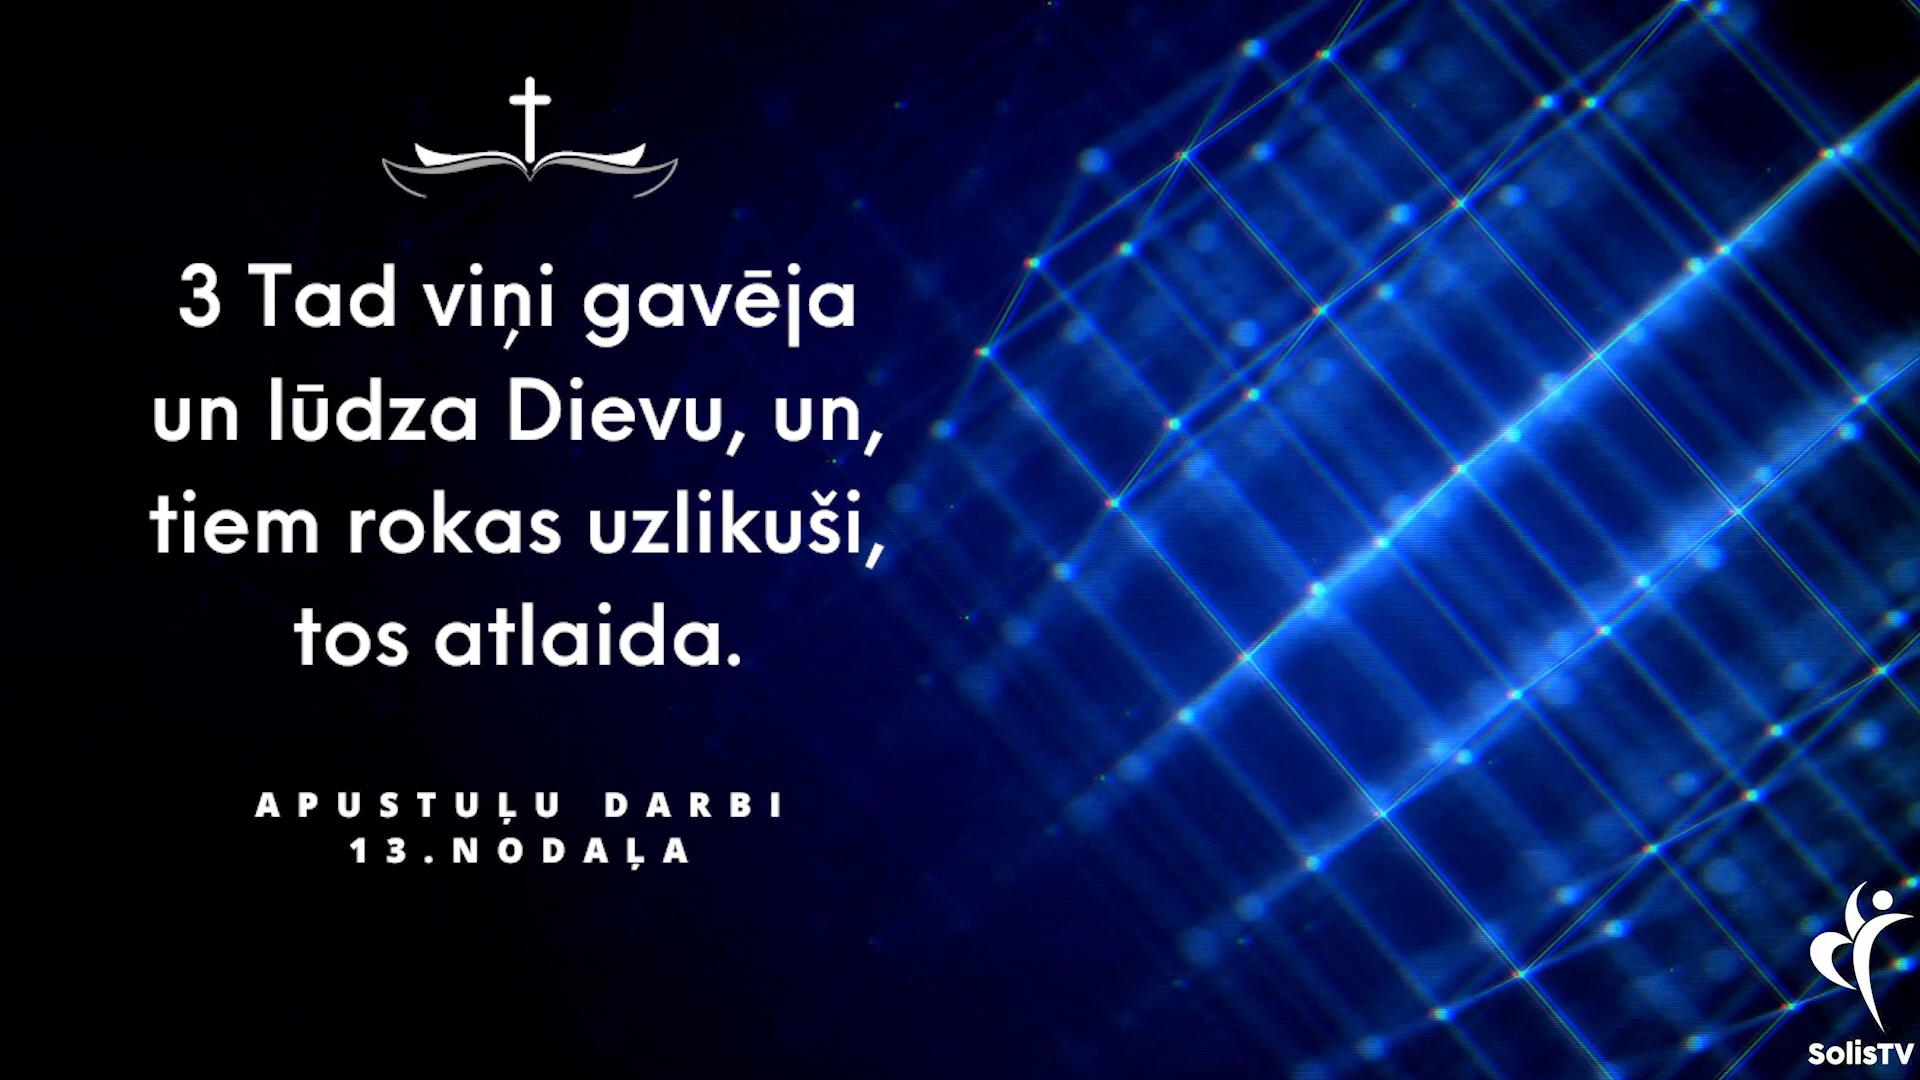 3 Tad viņi gavēja
un lūdza Dievu, un,
tiem rokas uzlikuši,
tos atlaida.
APUSTUĻU DARBI
13.NODAĻA
SolisTV